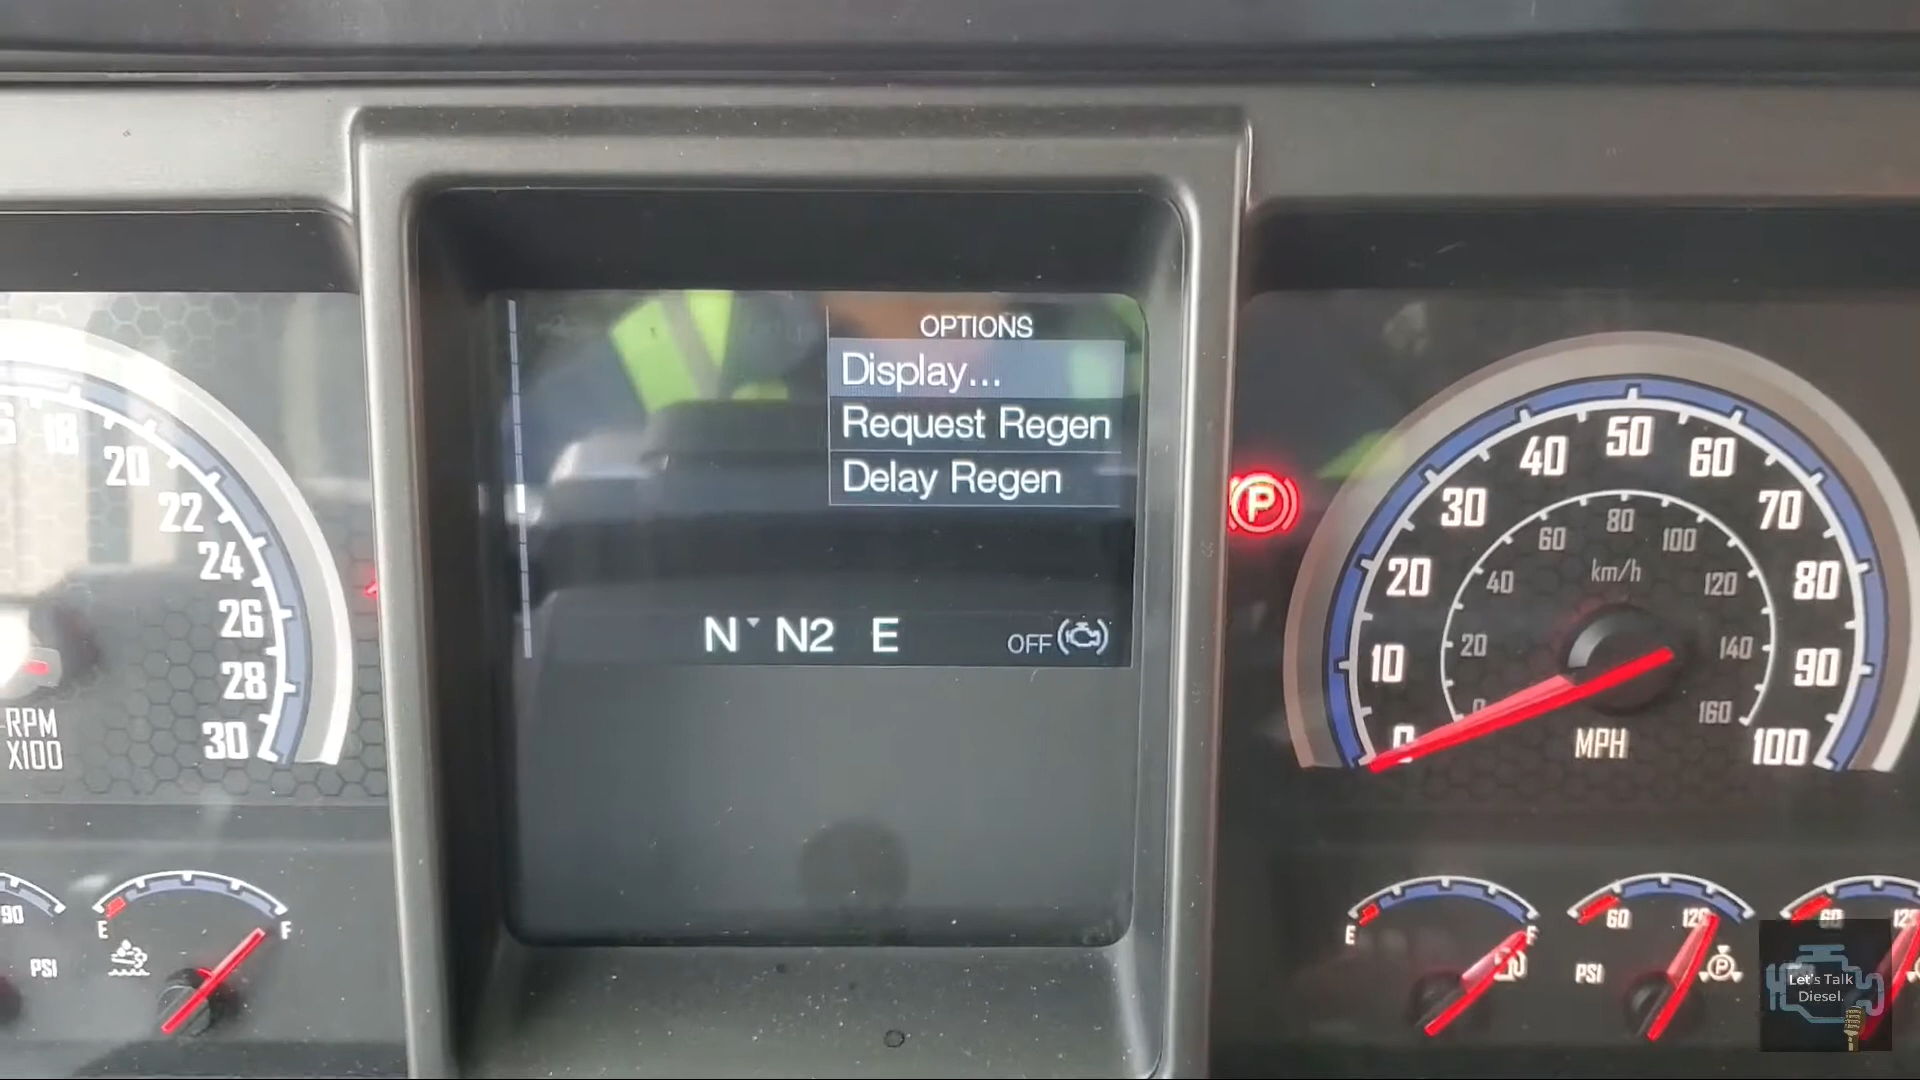 OPTIONS
Display...
Request Regen
Delay Regen
N N2 E OFF
18
20
22
24
26
28
30
RPM
X100
10
20
30
40
50
60
70
80
90
100
20
40
60
80
100
120
140
160
km/h
MPH
P
90
PSI
E
F
E
F
60
120
PSI
P
60
Let's Talk
Diesel.